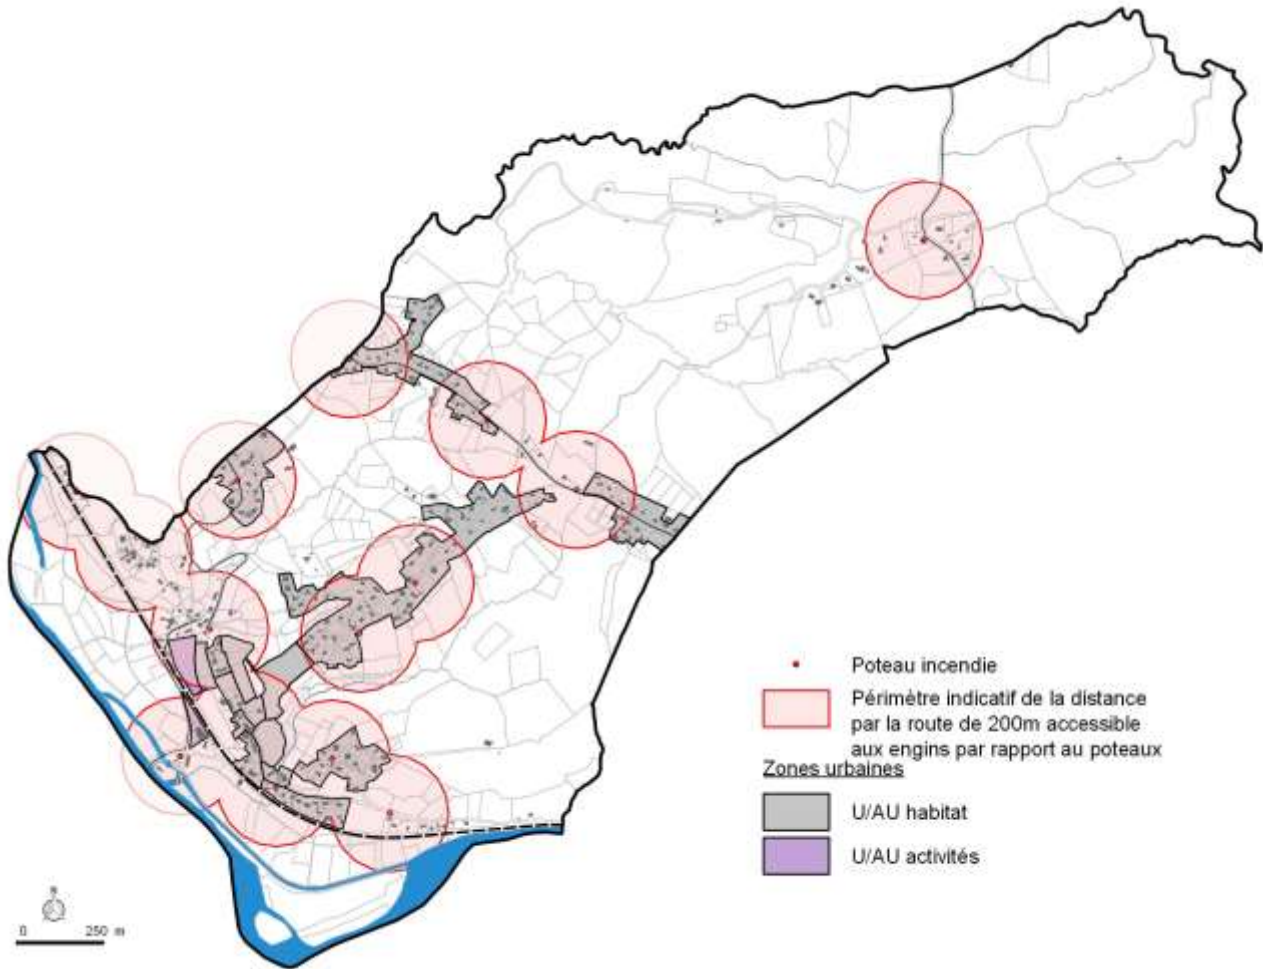 Poteau incendie
Périmètre indicatif de la distance
par la route de 200m accessible
aux engins par rapport au poteaux
Zones urbaines
U/AU habitat
U/AU activités
N
0 250 m